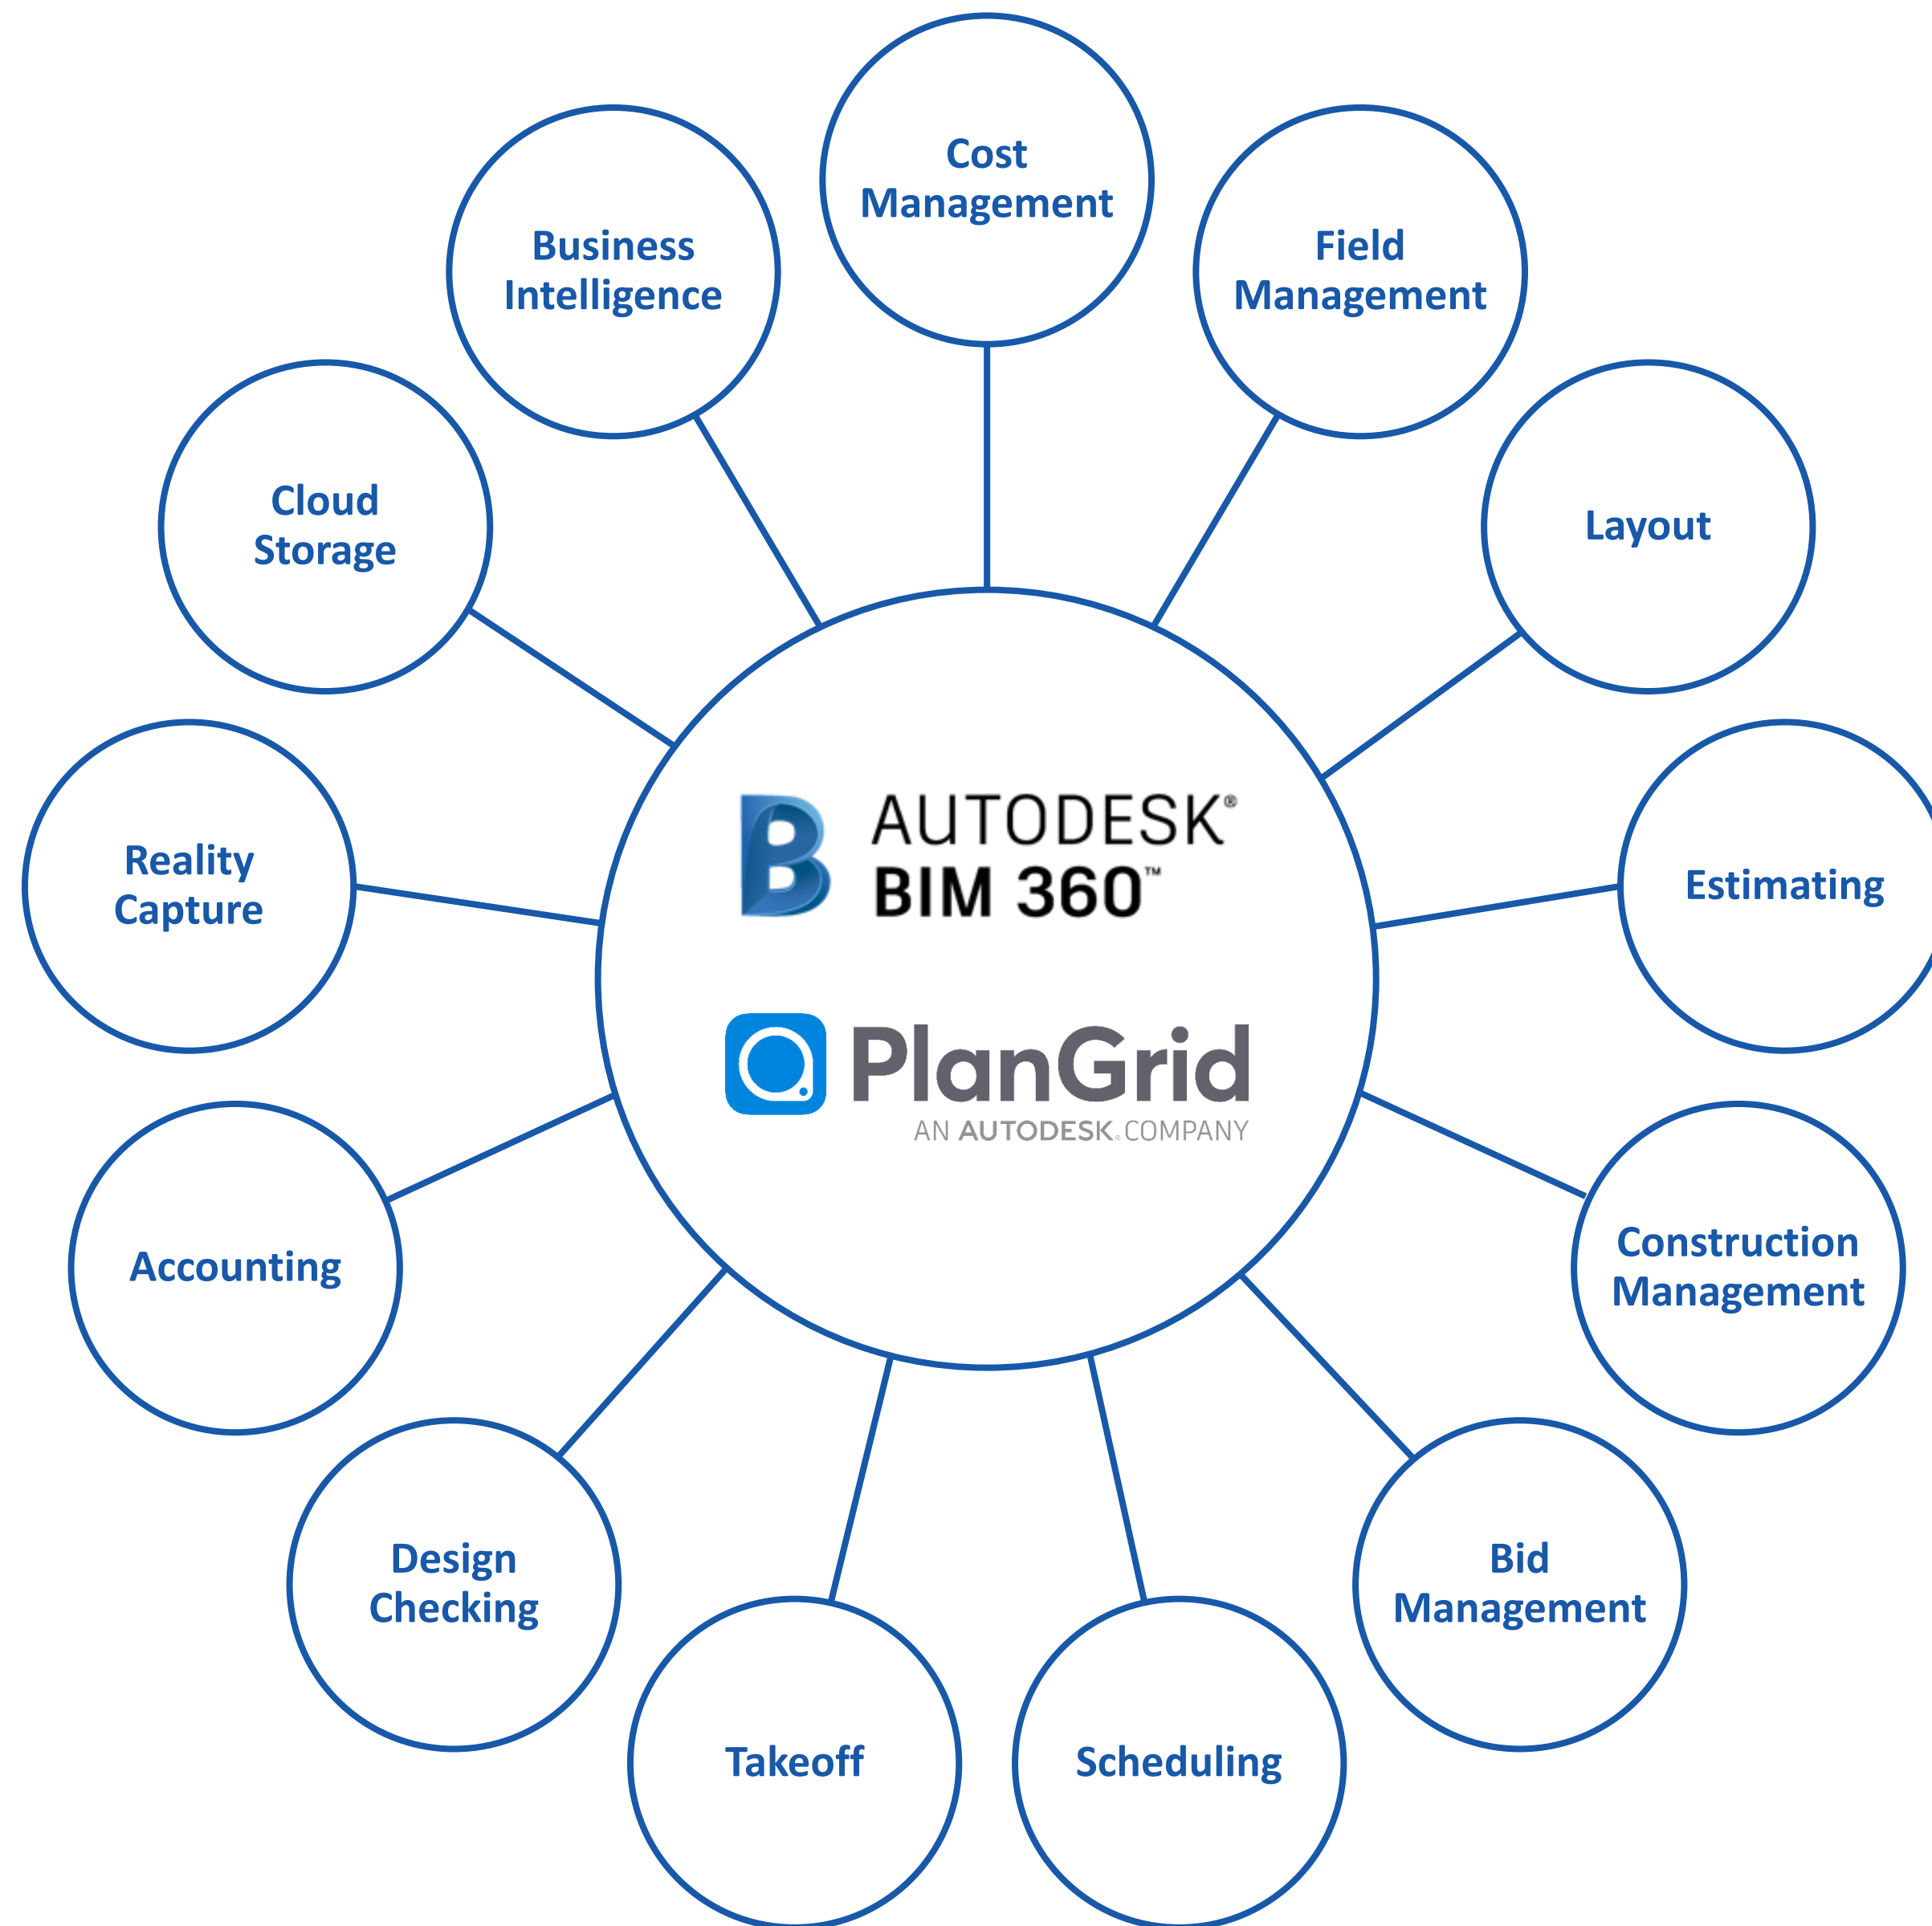 Cost
Management
Field
Management
Layout
Estimating
Construction
Management
Bid
Management
Scheduling
Takeoff
Design
Checking
Accounting
Reality
Capture
Cloud
Storage
Business
Intelligence
AUTODESK®
BIM 360™
PlanGrid
AN AUTODESK® COMPANY